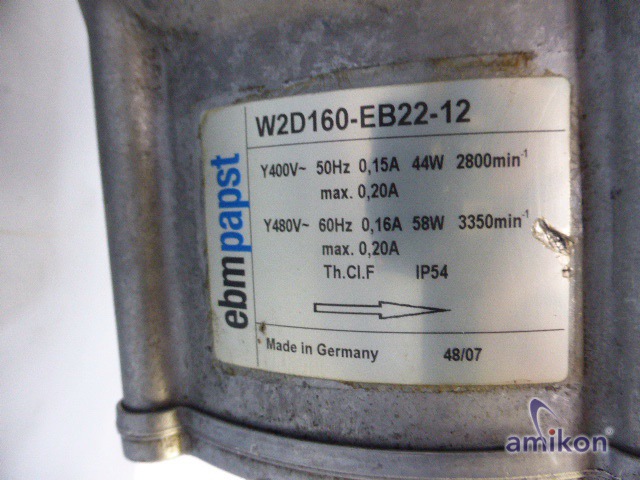 W2D160-EB22-12
ebmpapst
Y400V~ 50Hz 0,15A 44W 2800min-1
max. 0,20A
Y480V~ 60Hz 0,16A 58W 3350min-1
max. 0,20A
Th.Cl.F IP54
Made in Germany 48/07
amikon